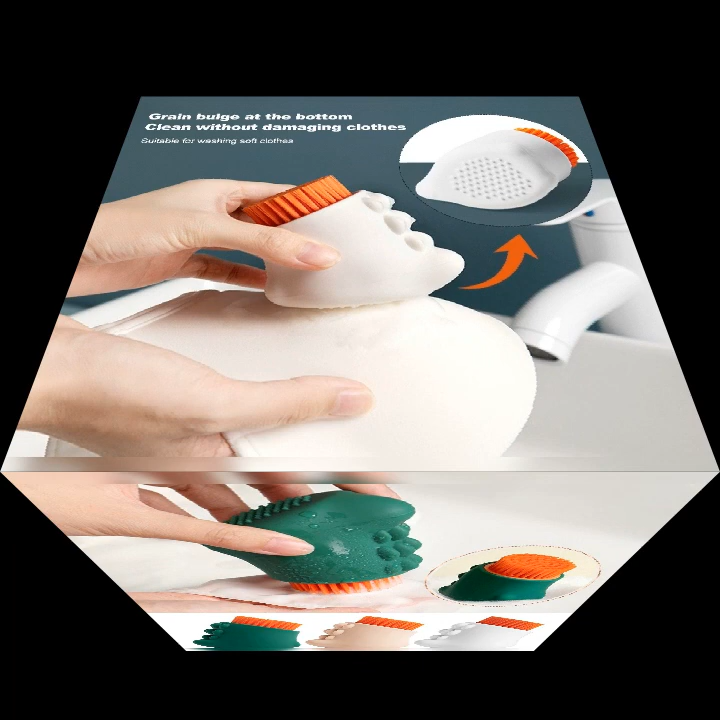 Grain bulge at the bottom
Clean without damaging clothes
Suitable for washing soft clothes